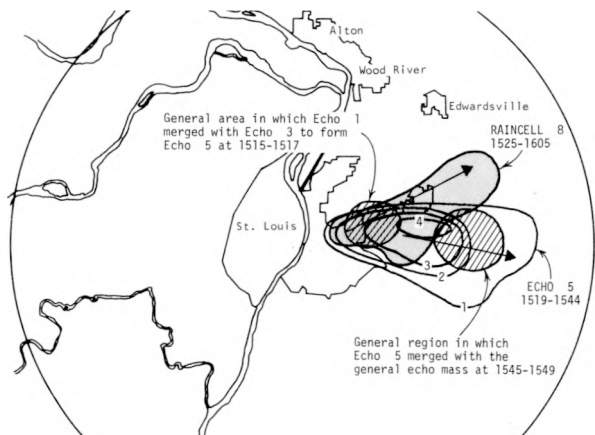 Alton
Wood River
Edwardsville
General area in which Echo 1
merged with Echo 3 to form
Echo 5 at 1515-1517
RAINCELL 8
1525-1605
St. Louis
4
3
2
1
ECHO 5
1519-1544
General region in which
Echo 5 merged with the
general echo mass at 1545-1549